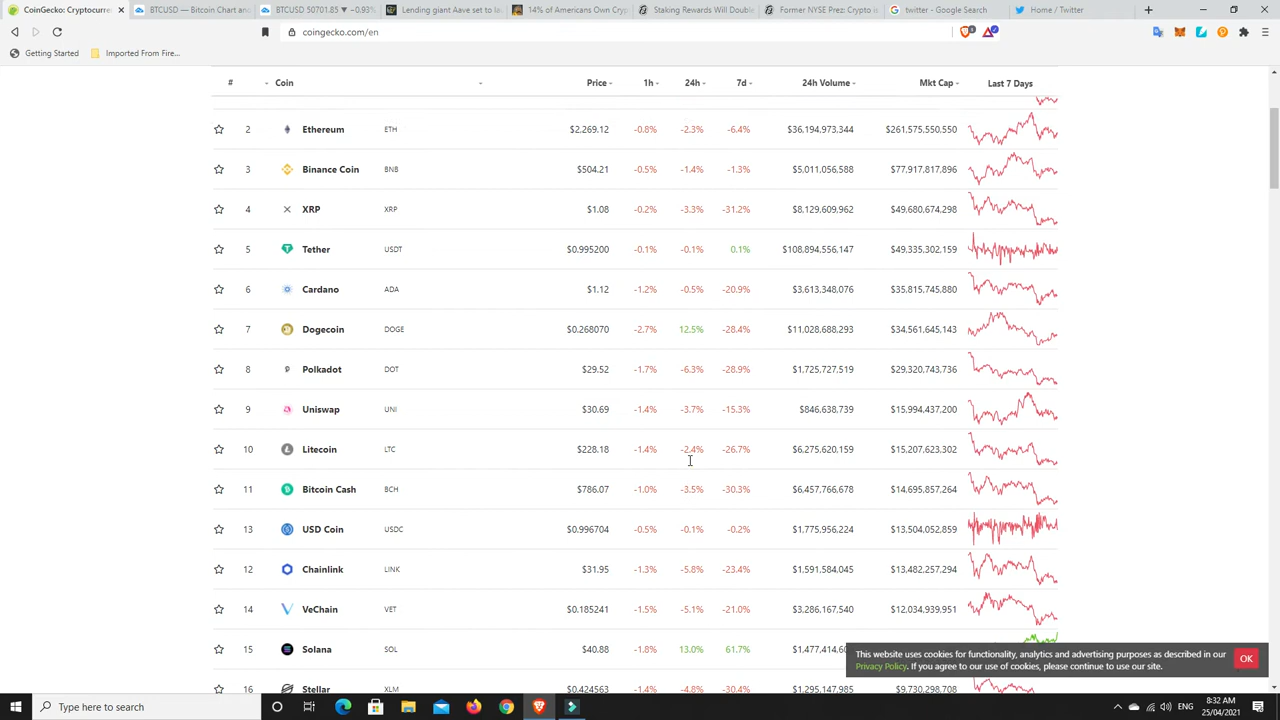 CoinGecko: Cryptocurrency
BTCUSD — Bitcoin Chart and
BTCUSD 50701.85 ▼ −0.93%
Lending giant Aave set to la
14% of Americans Own Cryp
Staking Rewards Will Double
Former NYSE Prez: Crypto is
twitter - Google Search
Home / Twitter
coingecko.com/en
Getting Started
Imported From Fire...
# Coin Price 1h 24h 7d 24h Volume Mkt Cap Last 7 Days
2 Ethereum ETH $2,269.12 -0.8% -2.3% -6.4% $36,194,973,344 $261,575,550,550
3 Binance Coin BNB $504.21 -0.5% -1.4% -1.3% $5,011,056,588 $77,917,817,896
4 XRP XRP $1.08 -0.2% -3.3% -31.2% $8,129,609,962 $49,680,674,298
5 Tether USDT $0.995200 -0.1% -0.1% 0.1% $108,894,556,147 $49,335,302,159
6 Cardano ADA $1.12 -1.2% -0.5% -20.9% $3,613,348,076 $35,815,745,880
7 Dogecoin DOGE $0.268070 -2.7% 12.5% -28.4% $11,028,688,293 $34,561,645,143
8 Polkadot DOT $29.52 -1.7% -6.3% -28.9% $1,725,727,519 $29,320,743,736
9 Uniswap UNI $30.69 -1.4% -3.7% -15.3% $846,638,739 $15,994,437,200
10 Litecoin LTC $228.18 -1.4% -2.4% -26.7% $6,275,620,159 $15,207,623,302
11 Bitcoin Cash BCH $786.07 -1.0% -3.5% -30.3% $6,457,766,678 $14,695,857,264
13 USD Coin USDC $0.996704 -0.5% -0.1% -0.2% $1,775,956,224 $13,504,052,859
12 Chainlink LINK $31.95 -1.3% -5.8% -23.4% $1,591,584,045 $13,482,257,294
14 VeChain VET $0.185241 -1.5% -5.1% -21.0% $3,286,167,540 $12,034,939,951
15 Solana SOL $40.88 -1.8% 13.0% 61.7%
16 Stellar XLM $0.424563 -1.4% -4.8% -30.4% $1,295,147,985 $9,730,298,708
This website uses cookies for functionality, analytics and advertising purposes as described in our
Privacy Policy. If you agree to our use of cookies, please continue to use our site.
OK
Type here to search
ENG
8:32 AM
25/04/2021